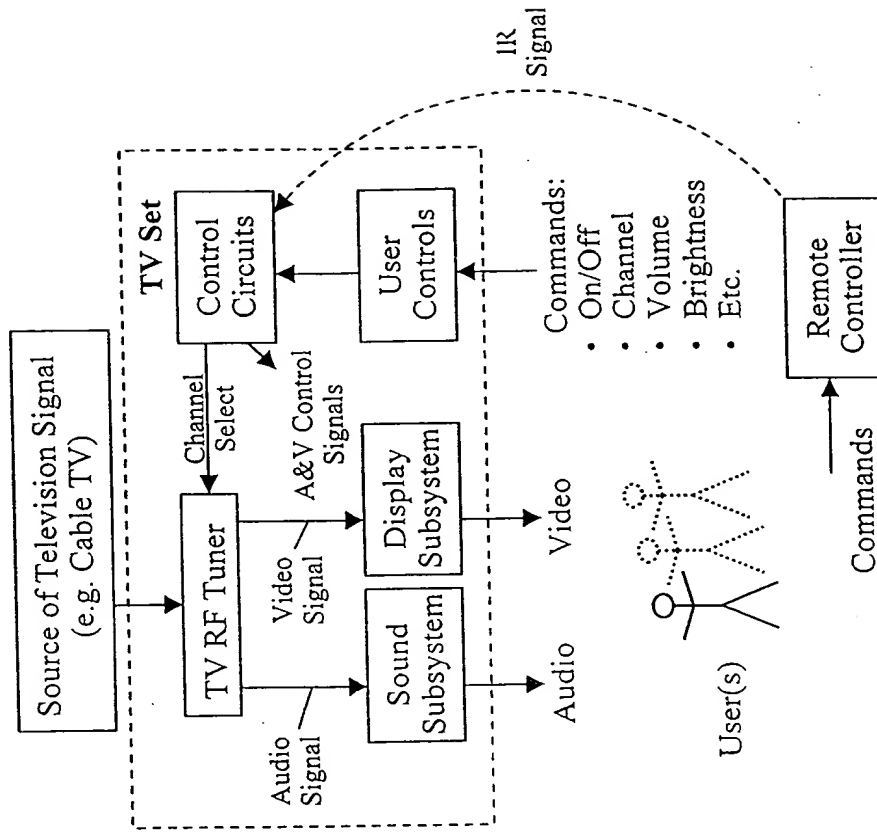 Source of Television Signal
(e.g. Cable TV)
TV Set
TV RF Tuner
Channel
Select
Control
Circuits
A&V Control
Signals
Audio
Signal
Video
Signal
Sound
Subsystem
Display
Subsystem
User
Controls
Audio
Video
Commands:
• On/Off
• Channel
• Volume
• Brightness
• Etc.
IR
Signal
User(s)
Commands
Remote
Controller